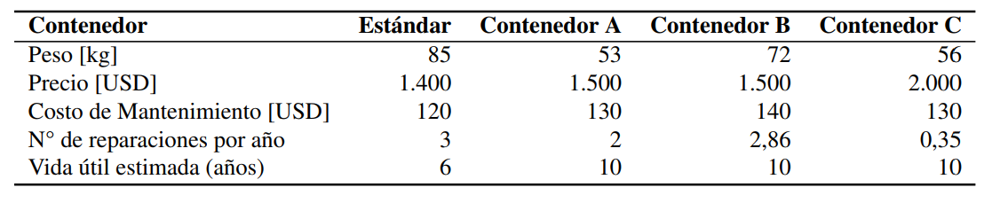 Contenedor Estándar Contenedor A Contenedor B Contenedor C
Peso [kg] 85 53 72 56
Precio [USD] 1.400 1.500 1.500 2.000
Costo de Mantenimiento [USD] 120 130 140 130
N° de reparaciones por año 3 2 2,86 0,35
Vida útil estimada (años) 6 10 10 10